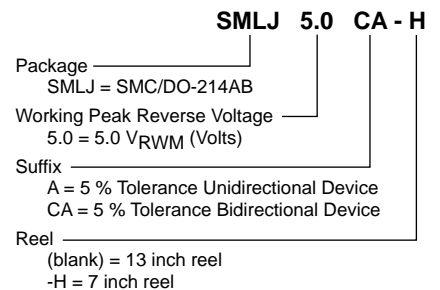 SMLJ 5.0 CA - H
Package
SMLJ = SMC/DO-214AB
Working Peak Reverse Voltage
5.0 = 5.0 VRWM (Volts)
Suffix
A = 5 % Tolerance Unidirectional Device
CA = 5 % Tolerance Bidirectional Device
Reel
(blank) = 13 inch reel
-H = 7 inch reel